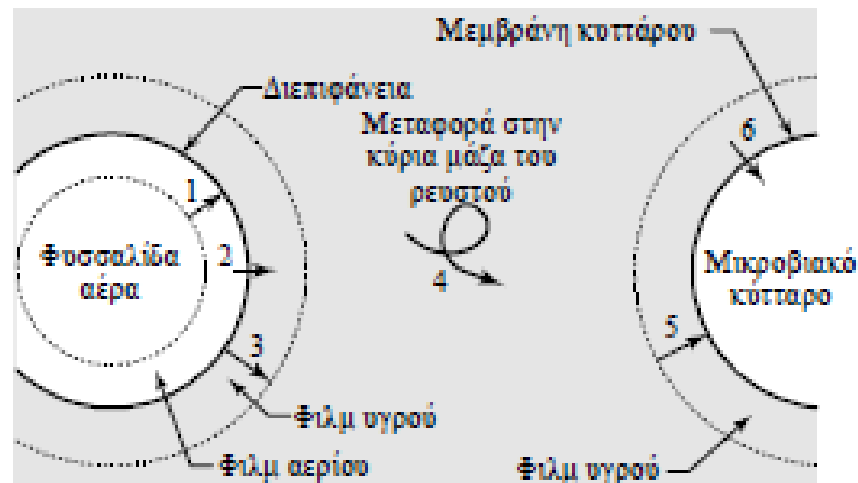 Μεμβράνη κυττάρου
Διεπιφάνεια
Μεταφορά στην
κύρια μάζα του
ρευστού
6
1
Φυσσαλίδα
αέρα
2
4
Μικροβιακό
κύτταρο
3
5
Φιλμ υγρού
Φιλμ αερίου
Φιλμ υγρού